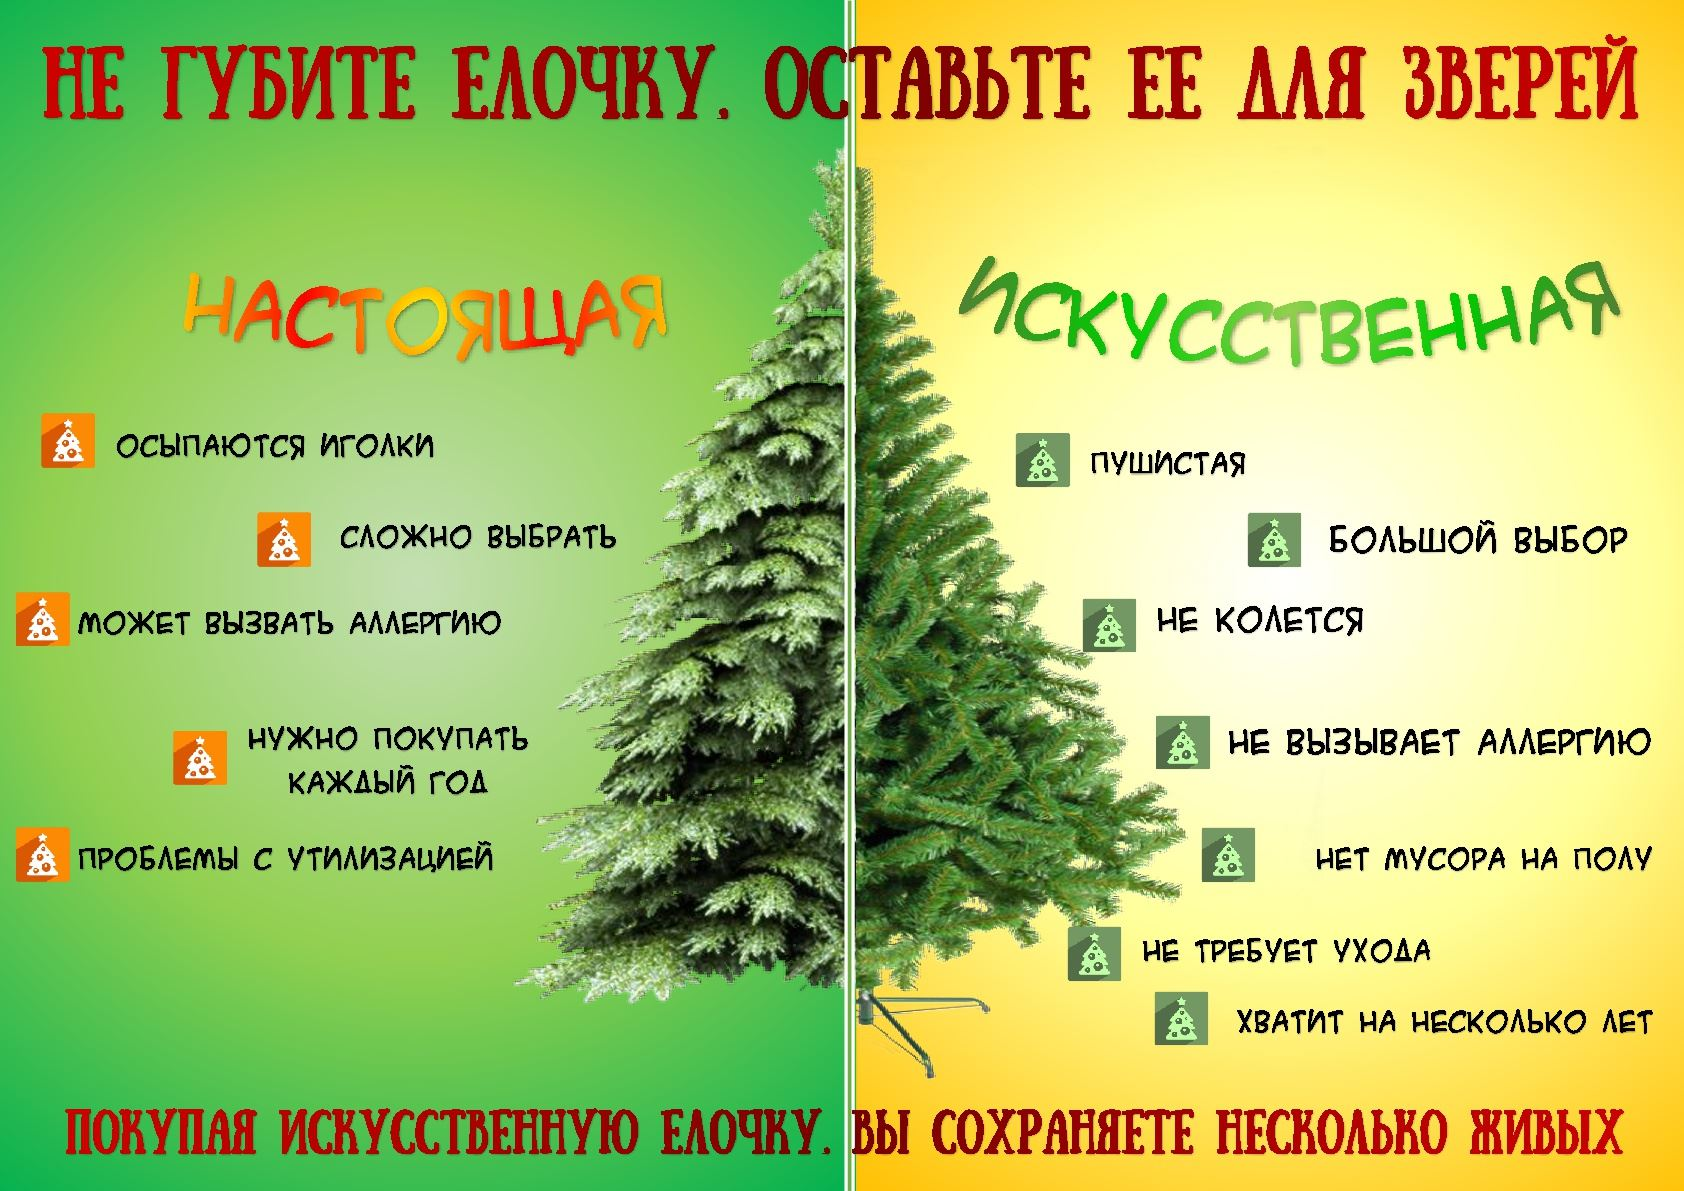 НЕ ГУБИТЕ ЕЛОЧКУ. ОСТАВЬТЕ ЕЕ ДЛЯ ЗВЕРЕЙ
НАСТОЯЩАЯ
ОСЫПАЮТСЯ ИГОЛКИ
СЛОЖНО ВЫБРАТЬ
МОЖЕТ ВЫЗВАТЬ АЛЛЕРГИЮ
НУЖНО ПОКУПАТЬ
КАЖДЫЙ ГОД
ПРОБЛЕМЫ С УТИЛИЗАЦИЕЙ
ИСКУССТВЕННАЯ
ПУШИСТАЯ
БОЛЬШОЙ ВЫБОР
НЕ КОЛЕТСЯ
НЕ ВЫЗЫВАЕТ АЛЛЕРГИЮ
НЕТ МУСОРА НА ПОЛУ
НЕ ТРЕБУЕТ УХОДА
ХВАТИТ НА НЕСКОЛЬКО ЛЕТ
ПОКУПАЯ ИСКУССТВЕННУЮ ЕЛОЧКУ. ВЫ СОХРАНЯЕТЕ НЕСКОЛЬКО ЖИВЫХ